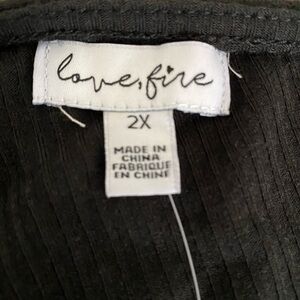 love, fire
2X
MADE IN
CHINA
FABRIQUE
EN CHINE